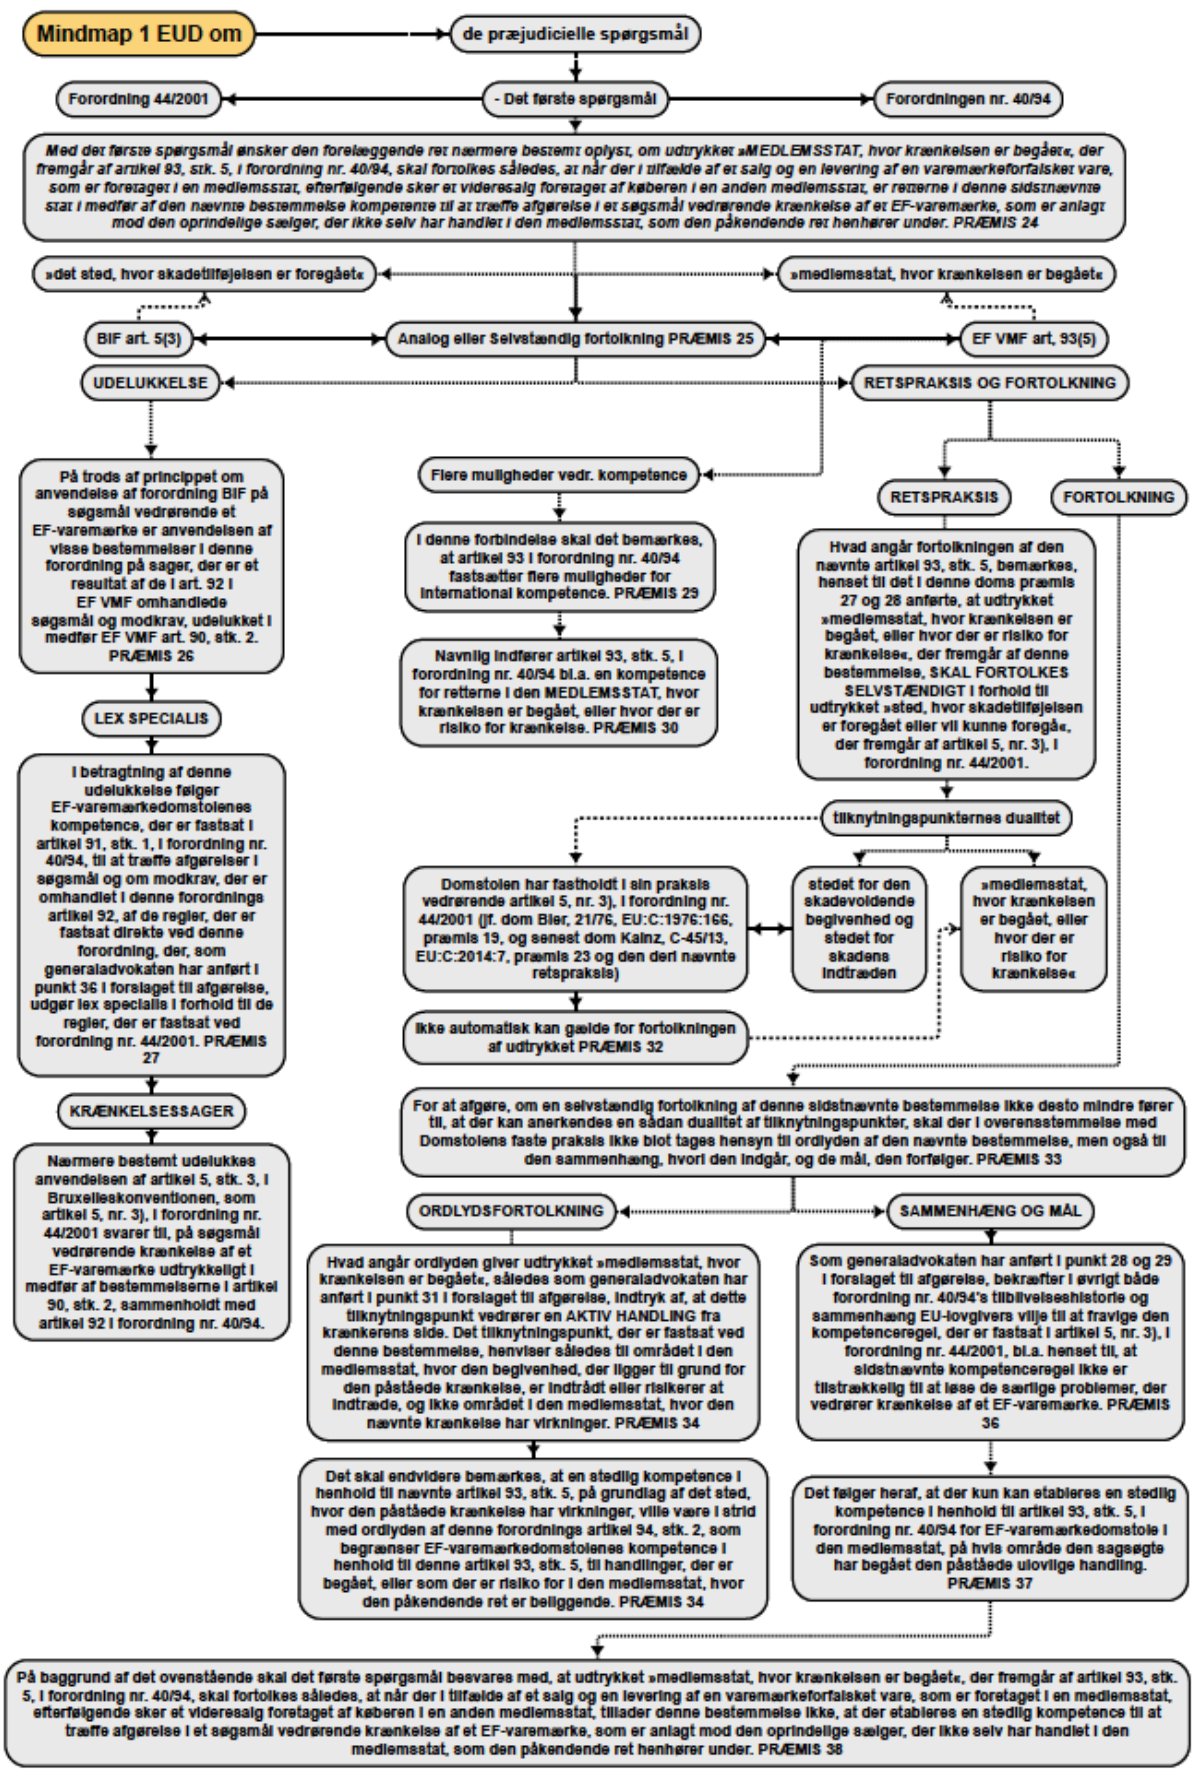 Mindmap 1 EUD om
de præjudicielle spørgsmål
Forordning 44/2001
- Det første spørgsmål
Forordningen nr. 40/94
Med det første spørgsmål ønsker den forelæggende ret nærmere bestemt oplyst, om udtrykket »MEDLEMSSTAT, hvor krænkelsen er begået«, der
fremgår af artikel 93, stk. 5, i forordning nr. 40/94, skal fortolkes således, at når der i tilfælde af et salg og en levering af en varemærkeforfalsket vare,
som er foretaget i en medlemsstat, efterfølgende sker et videresalg foretaget af køberen i en anden medlemsstat, er retterne i denne sidstnævnte
stat i medfør af den nævnte bestemmelse kompetente til at træffe afgørelse i et søgsmål vedrørende krænkelse af et EF-varemærke, som er anlagt
mod den oprindelige sælger, der ikke selv har handlet i den medlemsstat, som den påkendende ret henhører under. PRÆMIS 24
»det sted, hvor skadetilføjelsen er foregået«
»medlemsstat, hvor krænkelsen er begået«
BIF art. 5(3)
Analog eller Selvstændig fortolkning PRÆMIS 25
EF VMF art, 93(5)
UDELUKKELSE
RETSPRAKSIS OG FORTOLKNING
På trods af princippet om
anvendelse af forordning BIF på
søgsmål vedrørende et
EF-varemærke er anvendelsen af
visse bestemmelser i denne
forordning på sager, der er et
resultat af de i art. 92 i
EF VMF omhandlede
søgsmål og modkrav, udelukket i
medfør EF VMF art. 90, stk. 2.
PRÆMIS 26
Flere muligheder vedr. kompetence
RETSPRAKSIS
FORTOLKNING
I denne forbindelse skal det bemærkes,
at artikel 93 i forordning nr. 40/94
fastsætter flere muligheder for
international kompetence. PRÆMIS 29
Navnlig indfører artikel 93, stk. 5, i
forordning nr. 40/94 bl.a. en kompetence
for retterne i den MEDLEMSSTAT, hvor
krænkelsen er begået, eller hvor der er
risiko for krænkelse. PRÆMIS 30
Hvad angår fortolkningen af den
nævnte artikel 93, stk. 5, bemærkes,
henset til det i denne doms præmis
27 og 28 anførte, at udtrykket
»medlemsstat, hvor krænkelsen er
begået, eller hvor der er risiko for
krænkelse«, der fremgår af denne
bestemmelse, SKAL FORTOLKES
SELVSTÆNDIGT i forhold til
udtrykket »sted, hvor skadetilføjelsen
er foregået eller vil kunne foregå«,
der fremgår af artikel 5, nr. 3), i
forordning nr. 44/2001.
LEX SPECIALIS
I betragtning af denne
udelukkelse følger
EF-varemærkedomstolenes
kompetence, der er fastsat i
artikel 91, stk. 1, i forordning nr.
40/94, til at træffe afgørelser i
søgsmål og om modkrav, der er
omhandlet i denne forordnings
artikel 92, af de regler, der er
fastsat direkte ved denne
forordning, der, som
generaladvokaten har anført i
punkt 36 i forslaget til afgørelse,
udgør lex specialis i forhold til de
regler, der er fastsat ved
forordning nr. 44/2001. PRÆMIS
27
tilknytningspunkternes dualitet
Domstolen har fastholdt i sin praksis
vedrørende artikel 5, nr. 3), i forordning nr.
44/2001 (jf. dom Bier, 21/76, EU:C:1976:166,
præmis 19, og senest dom Kainz, C-45/13,
EU:C:2014:7, præmis 23 og den deri nævnte
retspraksis)
stedet for den
skadevoldende
begivenhed og
stedet for
skadens
indtræden
»medlemsstat,
hvor krænkelsen
er begået, eller
hvor der er
risiko for
krænkelse«
Ikke automatisk kan gælde for fortolkningen
af udtrykket PRÆMIS 32
KRÆNKELSESSAGER
For at afgøre, om en selvstændig fortolkning af denne sidstnævnte bestemmelse ikke desto mindre fører
til, at der kan anerkendes en sådan dualitet af tilknytningspunkter, skal der i overensstemmelse med
Domstolens faste praksis ikke blot tages hensyn til ordlyden af den nævnte bestemmelse, men også til
den sammenhæng, hvori den indgår, og de mål, den forfølger. PRÆMIS 33
Nærmere bestemt udelukkes
anvendelsen af artikel 5, stk. 3, i
Bruxelleskonventionen, som
artikel 5, nr. 3), i forordning nr.
44/2001 svarer til, på søgsmål
vedrørende krænkelse af et
EF-varemærke udtrykkeligt i
medfør af bestemmelserne i artikel
90, stk. 2, sammenholdt med
artikel 92 i forordning nr. 40/94.
ORDLYDSFORTOLKNING
SAMMENHÆNG OG MÅL
Hvad angår ordlyden giver udtrykket »medlemsstat, hvor
krænkelsen er begået«, således som generaladvokaten har
anført i punkt 31 i forslaget til afgørelse, indtryk af, at dette
tilknytningspunkt vedrører en AKTIV HANDLING fra
krænkerens side. Det tilknytningspunkt, der er fastsat ved
denne bestemmelse, henviser således til området i den
medlemsstat, hvor den begivenhed, der ligger til grund for
den påståede krænkelse, er indtrådt eller risikerer at
indtræde, og ikke området i den medlemsstat, hvor den
nævnte krænkelse har virkninger. PRÆMIS 34
Som generaladvokaten har anført i punkt 28 og 29
i forslaget til afgørelse, bekræfter i øvrigt både
forordning nr. 40/94's tilblivelseshistorie og
sammenhæng EU-lovgivers vilje til at fravige den
kompetenceregel, der er fastsat i artikel 5, nr. 3), i
forordning nr. 44/2001, bl.a. henset til, at
sidstnævnte kompetenceregel ikke er
tilstrækkelig til at løse de særlige problemer, der
vedrører krænkelse af et EF-varemærke. PRÆMIS
36
Det skal endvidere bemærkes, at en stedlig kompetence i
henhold til nævnte artikel 93, stk. 5, på grundlag af det sted,
hvor den påståede krænkelse har virkninger, ville være i strid
med ordlyden af denne forordnings artikel 94, stk. 2, som
begrænser EF-varemærkedomstolenes kompetence i
henhold til denne artikel 93, stk. 5, til handlinger, der er
begået, eller som der er risiko for i den medlemsstat, hvor
den påkendende ret er beliggende. PRÆMIS 34
Det følger heraf, at der kun kan etableres en stedlig
kompetence i henhold til artikel 93, stk. 5, i
forordning nr. 40/94 for EF-varemærkedomstole i
den medlemsstat, på hvis område den sagsøgte
har begået den påståede ulovlige handling.
PRÆMIS 37
På baggrund af det ovenstående skal det første spørgsmål besvares med, at udtrykket »medlemsstat, hvor krænkelsen er begået«, der fremgår af artikel 93, stk.
5, i forordning nr. 40/94, skal fortolkes således, at når der i tilfælde af et salg og en levering af en varemærkeforfalsket vare, som er foretaget i en medlemsstat,
efterfølgende sker et videresalg foretaget af køberen i en anden medlemsstat, tillader denne bestemmelse ikke, at der etableres en stedlig kompetence til at
træffe afgørelse i et søgsmål vedrørende krænkelse af et EF-varemærke, som er anlagt mod den oprindelige sælger, der ikke selv har handlet i den
medlemsstat, som den påkendende ret henhører under. PRÆMIS 38